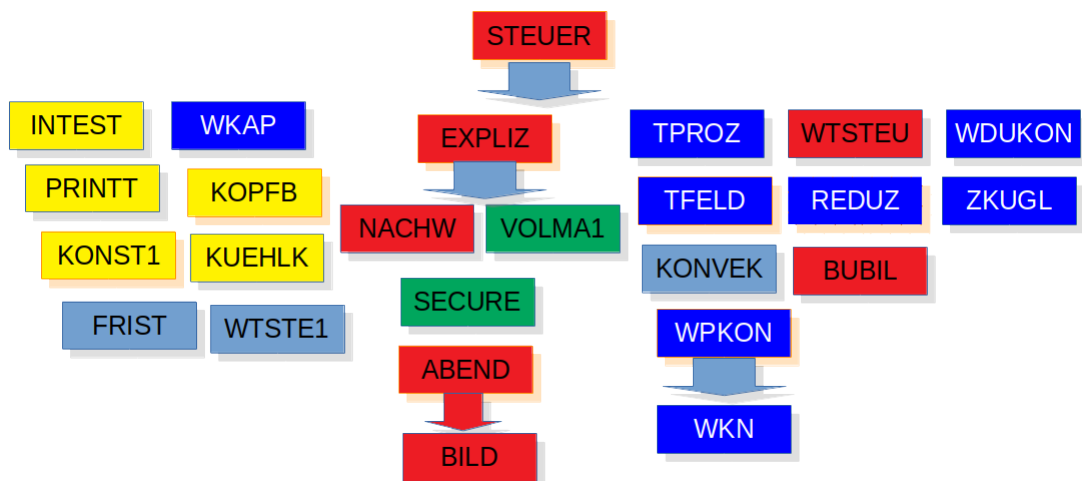 STEUER
INTEST
WKAP
EXPLIZ
TPROZ
WTSTEU
WDUKON
PRINTT
KOPFB
TFELD
REDUZ
ZKUGL
NACHW
VOLMA1
KONST1
KUEHLK
KONVEK
BUBIL
SECURE
FRIST
WTSTE1
WPKON
ABEND
WKN
BILD